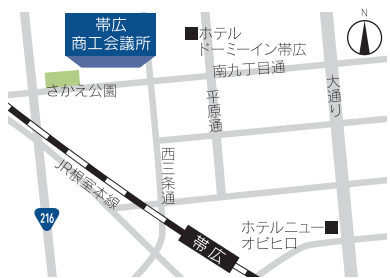 帯広
商工会議所
ホテル
ドーミーイン帯広
N
南九丁目通
さかえ公園
平原通
大通り
西三条通
JR根室本線
216
帯広
ホテルニュー
オビヒロ